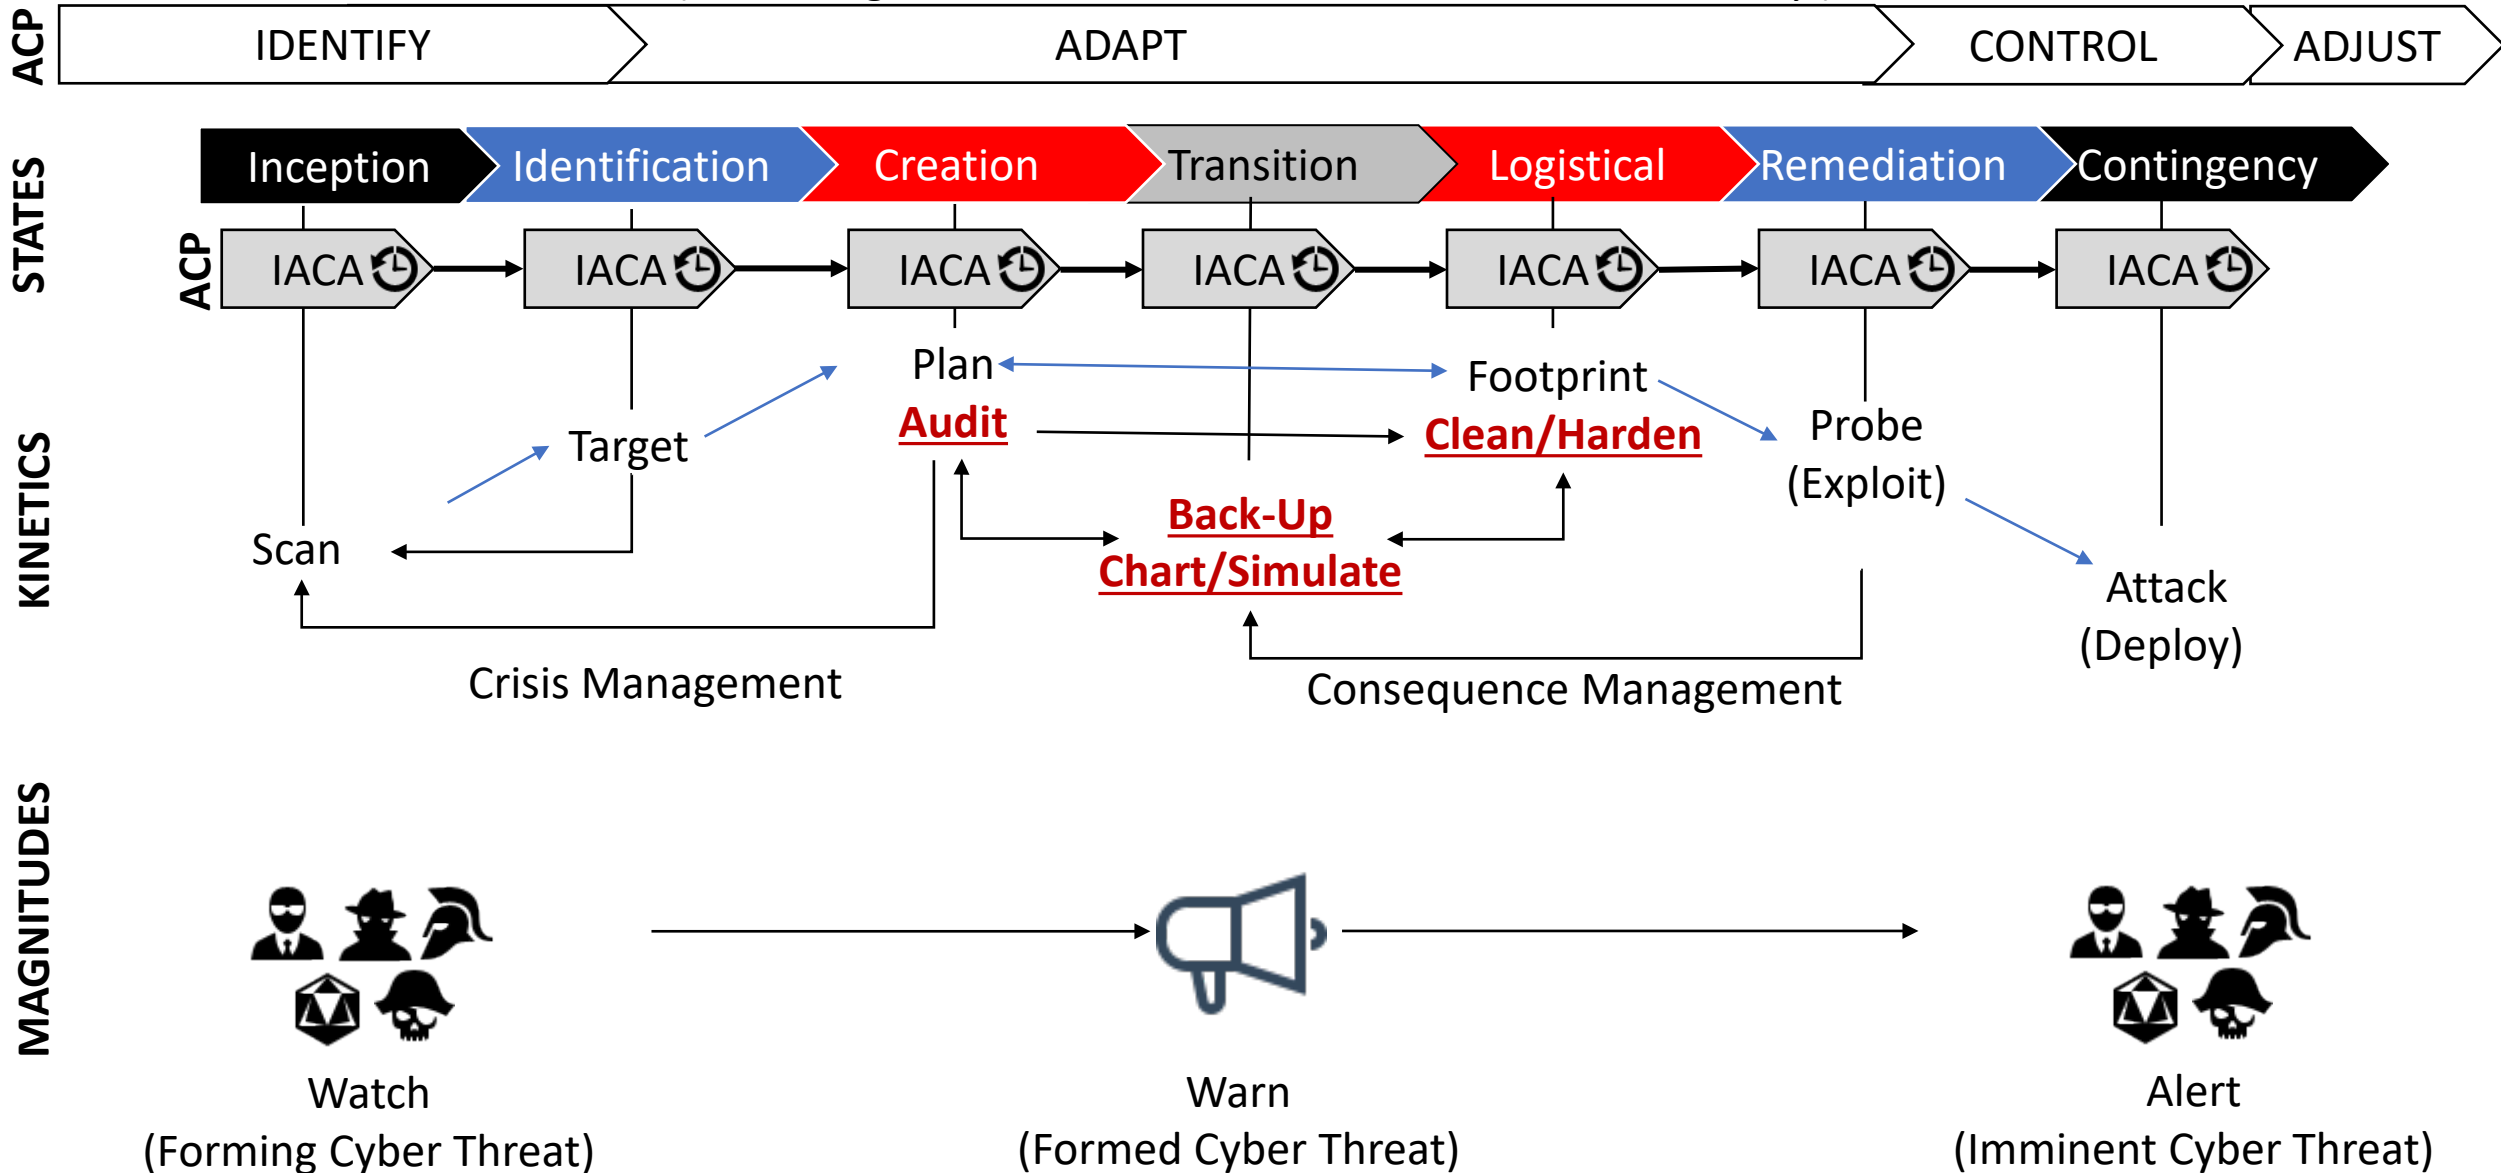 ACP
IDENTIFY
ADAPT
CONTROL
ADJUST
STATES
Inception
Identification
Creation
Transition
Logistical
Remediation
Contingency
ACP
IACA
IACA
IACA
IACA
IACA
IACA
IACA
KINETICS
Scan
Target
Plan
Audit
Back-Up
Chart/Simulate
Footprint
Clean/Harden
Probe
(Exploit)
Attack
(Deploy)
Crisis Management
Consequence Management
MAGNITUDES
Watch
(Forming Cyber Threat)
Warn
(Formed Cyber Threat)
Alert
(Imminent Cyber Threat)